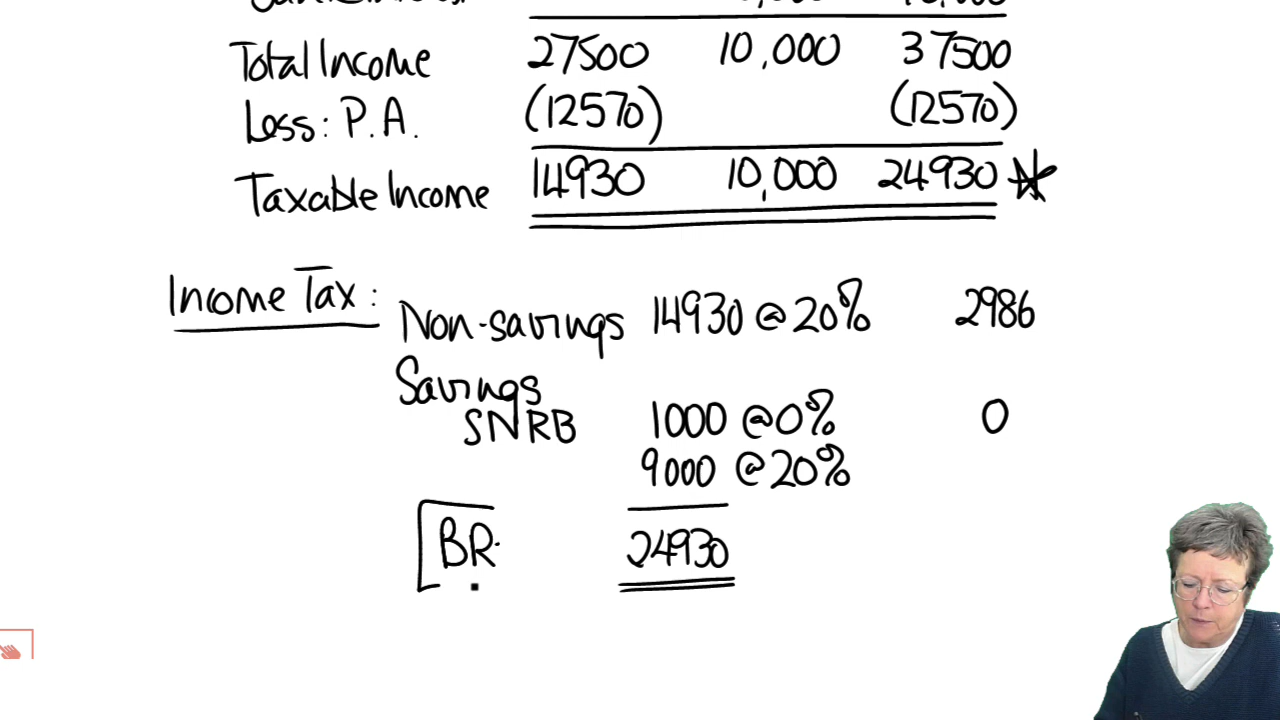 Total Income 27500 10,000 37500
Less: P.A. (12570) (12570)
Taxable Income 14930 10,000 24930
Income Tax:
Non-savings 14930 @ 20% 2986
Savings
SNRB 1000 @ 0% 0
9000 @ 20%
BR 24930